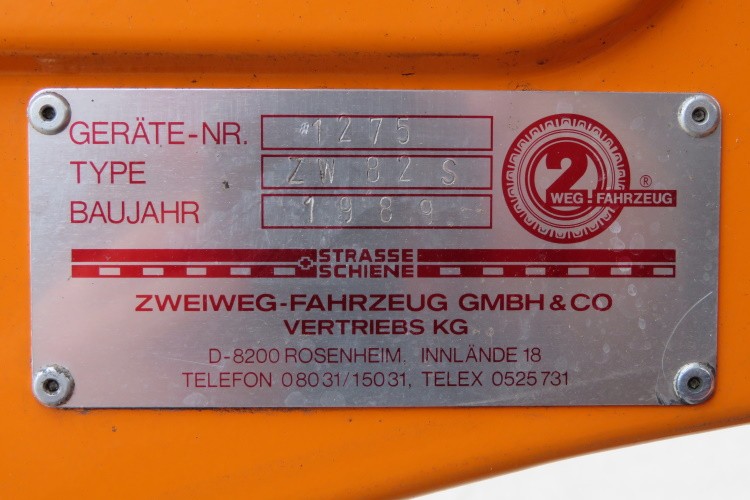 GERÄTE-NR. 1275
TYPE ZW 82 S
BAUJAHR 1989
2
WEG-FAHRZEUG ®
STRASSE
SCHIENE
ZWEIWEG-FAHRZEUG GMBH & CO
VERTRIEBS KG
D-8200 ROSENHEIM, INNLÄNDE 18
TELEFON 08031/15031, TELEX 0525731